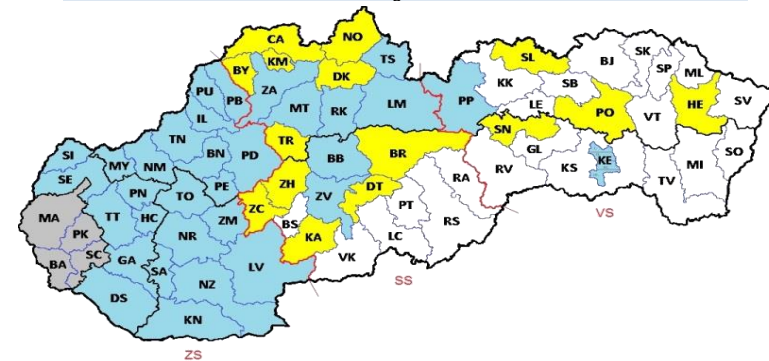 NO
CA
SK
BJ
SL
SP
KM
TS
ML
BY
DK
KK
SB
HE
SV
PU
ZA
PP
PB
MT
RK
LM
LE
PO
VT
IL
TN
SN
TR
BR
GL
SO
SI
MY
NM
BN
PD
BB
KE
KS
MI
RV
SE
PN
PE
ZH
DT
RA
TV
TO
ZV
MA
TT
HC
ZM
ZC
BS
PT
VS
PK
NR
KA
LC
RS
SC
GA
SA
LV
VK
BA
SS
NZ
DS
KN
ZS